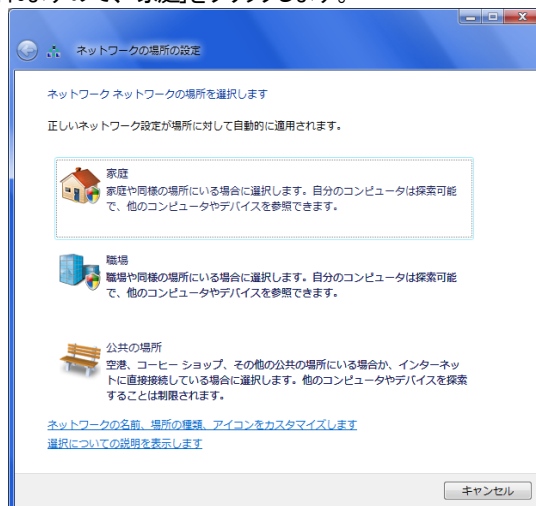 ネットワークの場所の設定
ネットワーク ネットワークの場所を選択します
正しいネットワーク設定が場所に対して自動的に適用されます。
家庭
家庭や同様の場所にいる場合に選択します。自分のコンピュータは探索可能
で、他のコンピュータやデバイスを参照できます。
職場
職場や同様の場所にいる場合に選択します。自分のコンピュータは探索可能
で、他のコンピュータやデバイスを参照できます。
公共の場所
空港、コーヒー ショップ、その他の公共の場所にいる場合か、インターネッ
トに直接接続している場合に選択します。他のコンピュータやデバイスを探索
することは制限されます。
ネットワークの名前、場所の種類、アイコンをカスタマイズします
選択についての説明を表示します
キャンセル